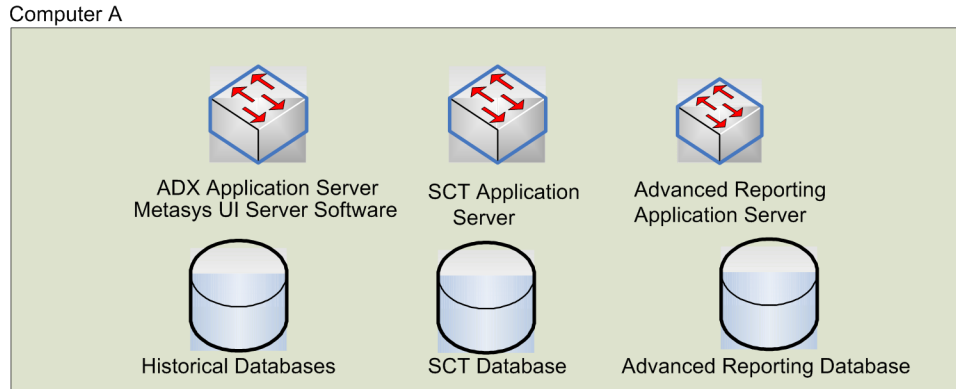 Computer A
ADX Application Server
Metasys UI Server Software
SCT Application
Server
Advanced Reporting
Application Server
Historical Databases
SCT Database
Advanced Reporting Database